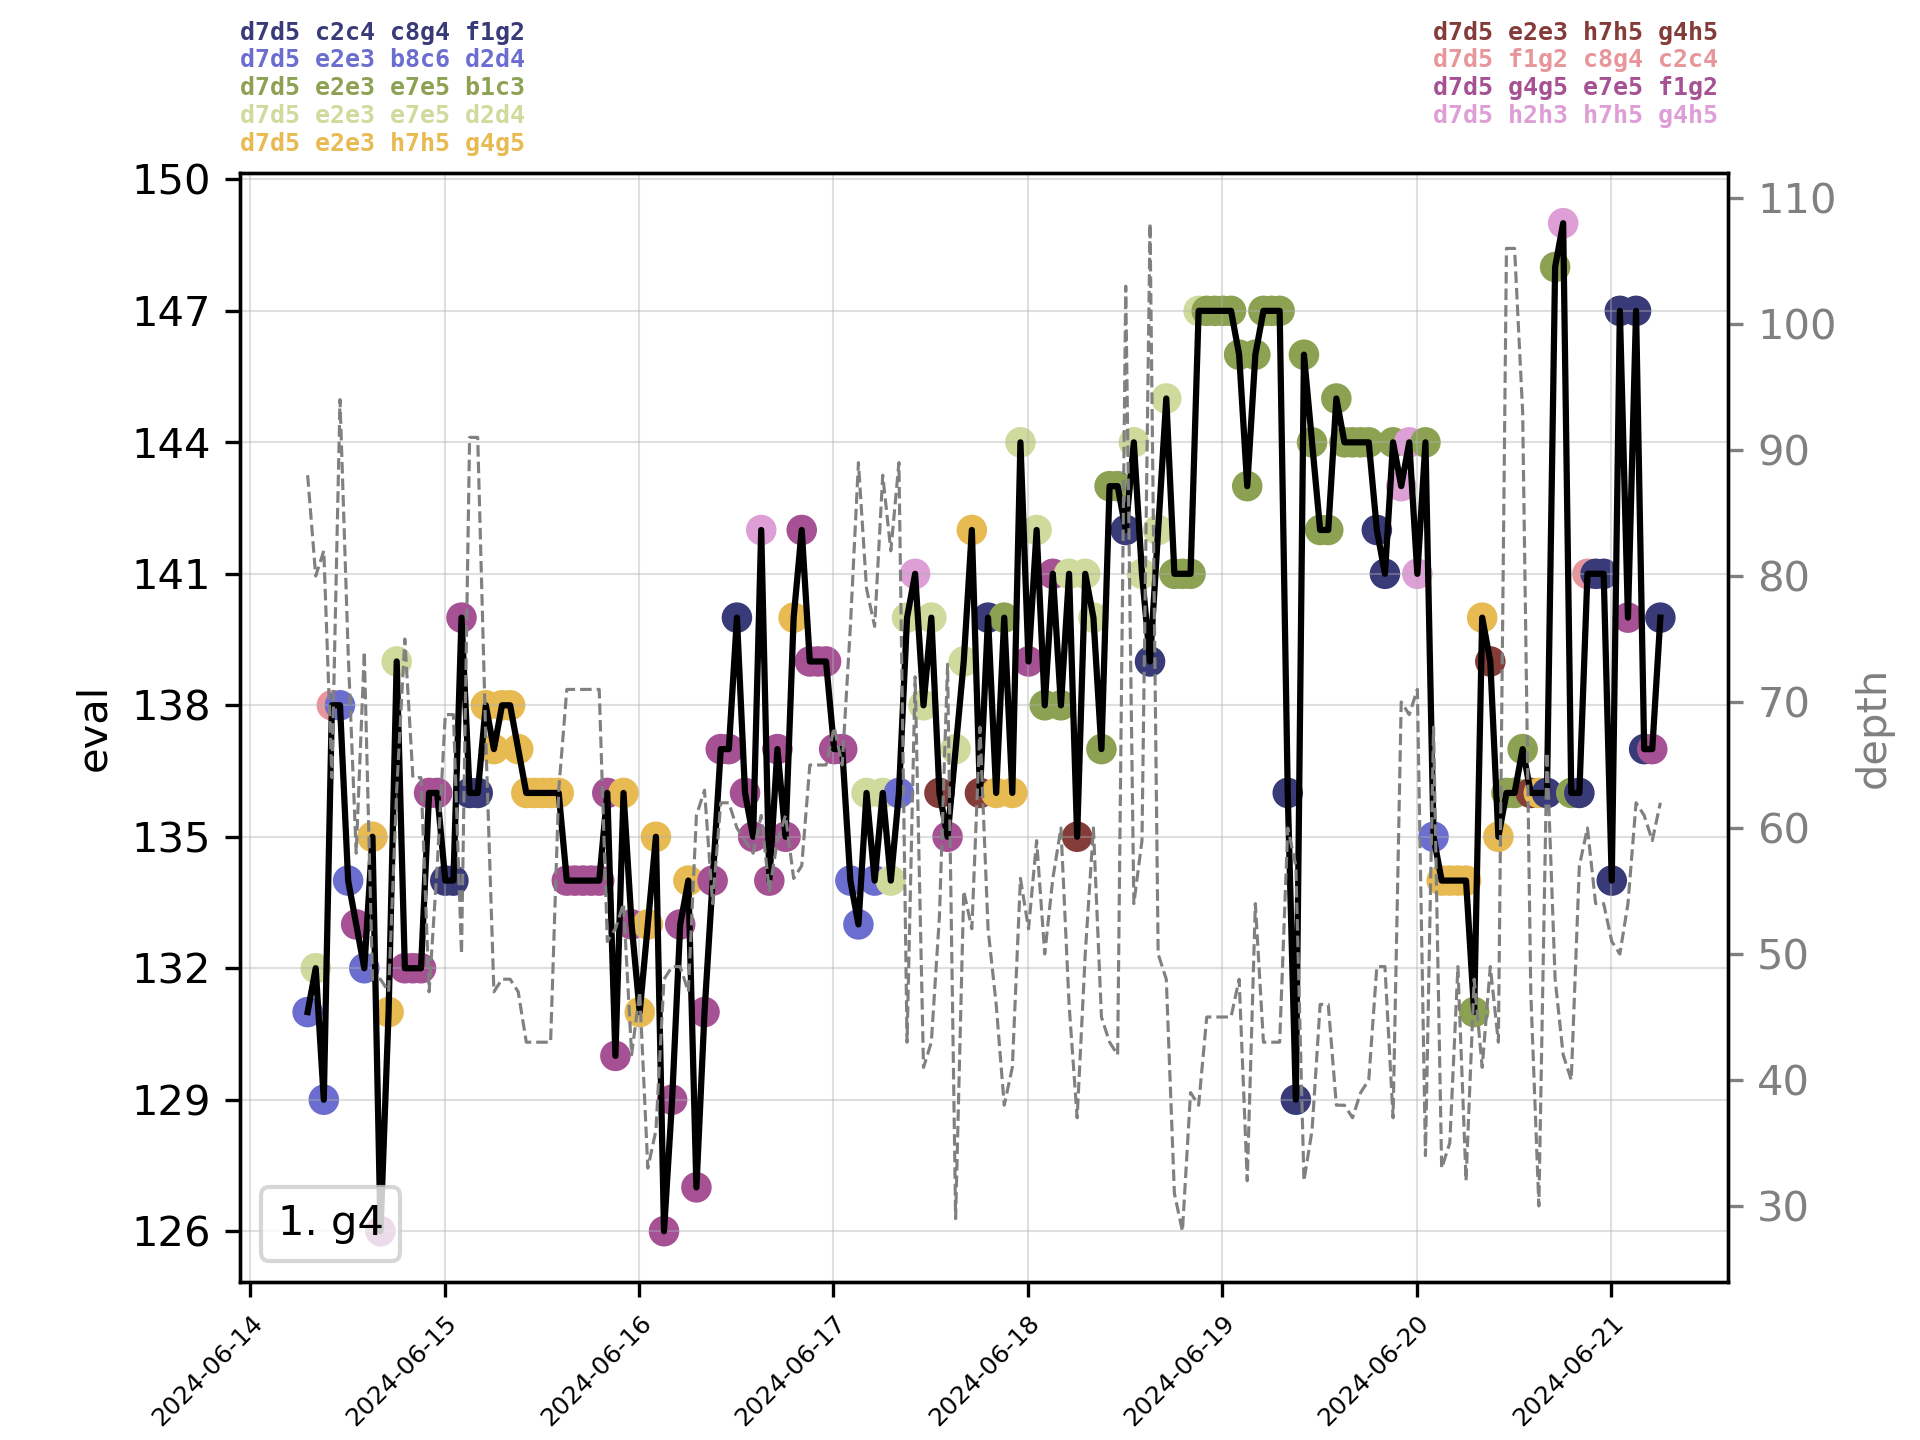 d7d5 c2c4 c8g4 f1g2
d7d5 e2e3 b8c6 d2d4
d7d5 e2e3 e7e5 b1c3
d7d5 e2e3 e7e5 d2d4
d7d5 e2e3 h7h5 g4g5
d7d5 e2e3 h7h5 g4h5
d7d5 f1g2 c8g4 c2c4
d7d5 g4g5 e7e5 f1g2
d7d5 h2h3 h7h5 g4h5
150
147
144
141
138
135
132
129
126
eval
110
100
90
80
70
60
50
40
30
depth
1. g4
2024-06-14
2024-06-15
2024-06-16
2024-06-17
2024-06-18
2024-06-19
2024-06-20
2024-06-21